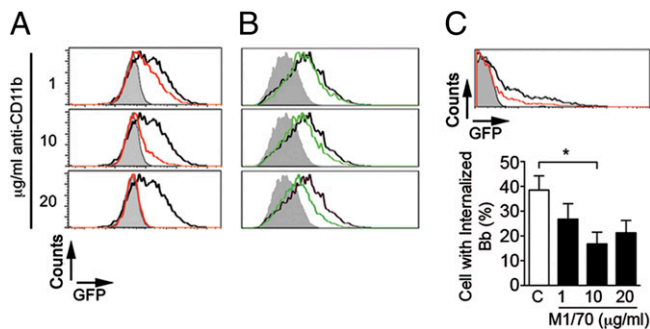 A
B
C
µg/ml anti-CD11b
1
10
20
Counts
GFP
Counts
GFP
Cell with Internalized
Bb (%)
50
40
30
20
10
0
*
C 1 10 20
M1/70 (µg/ml)